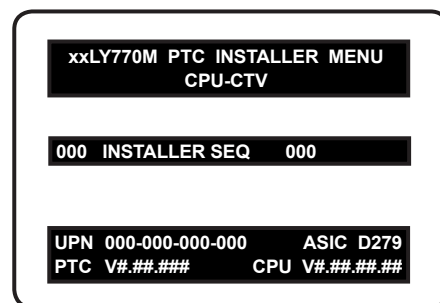 xxLY770M PTC INSTALLER MENU
CPU-CTV
000 INSTALLER SEQ 000
UPN 000-000-000-000 ASIC D279
PTC V#.##.### CPU V#.##.##.##